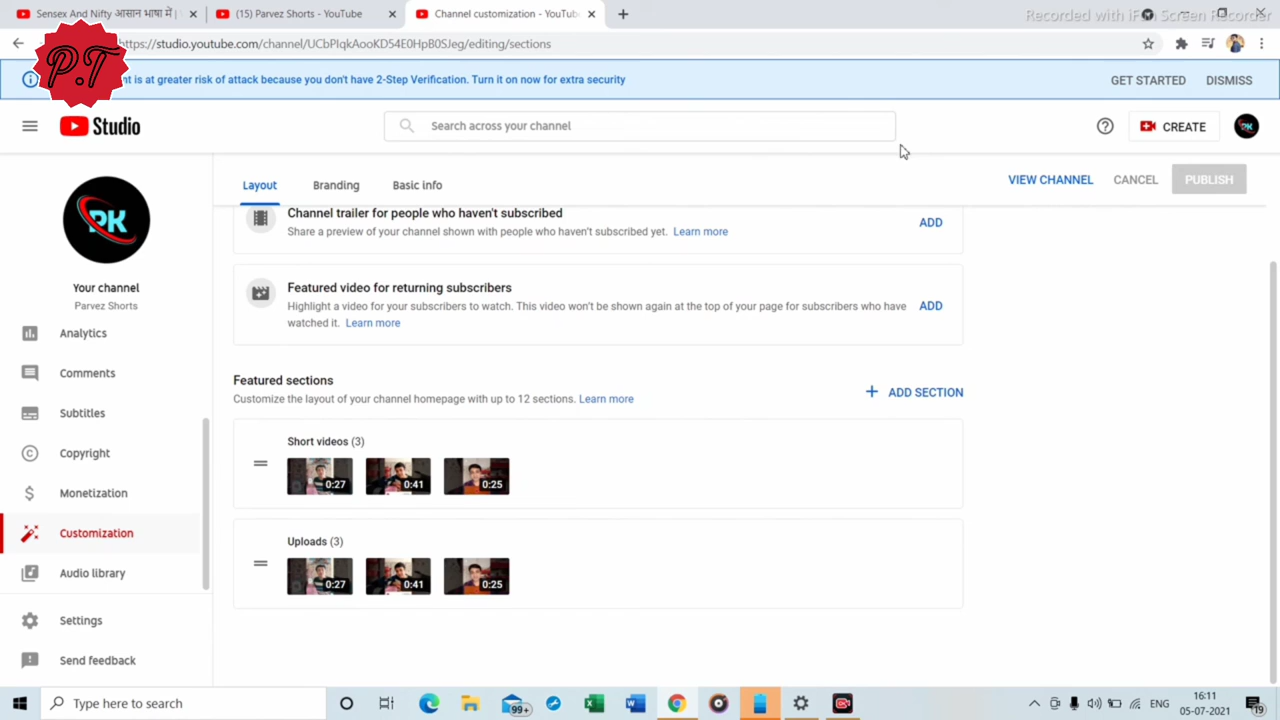 Sensex And Nifty आसान भाषा में |
(15) Parvez Shorts - YouTube
Channel customization - YouTube
Recorded with iFun Screen Recorder
https://studio.youtube.com/channel/UCbPIqkAooKD54E0HpB0SJeg/editing/sections
P.T
nt is at greater risk of attack because you don't have 2-Step Verification. Turn it on now for extra security
GET STARTED
DISMISS
Studio
Search across your channel
CREATE
PK
Layout
Branding
Basic info
VIEW CHANNEL
CANCEL
PUBLISH
PK
Your channel
Parvez Shorts
Analytics
Comments
Subtitles
Copyright
Monetization
Customization
Audio library
Settings
Send feedback
Channel trailer for people who haven't subscribed
Share a preview of your channel shown with people who haven't subscribed yet. Learn more
ADD
Featured video for returning subscribers
Highlight a video for your subscribers to watch. This video won't be shown again at the top of your page for subscribers who have
watched it. Learn more
ADD
Featured sections
Customize the layout of your channel homepage with up to 12 sections. Learn more
ADD SECTION
Short videos (3)
0:27
0:41
0:25
Uploads (3)
0:27
0:41
0:25
Type here to search
99+
ENG
16:11
05-07-2021
19